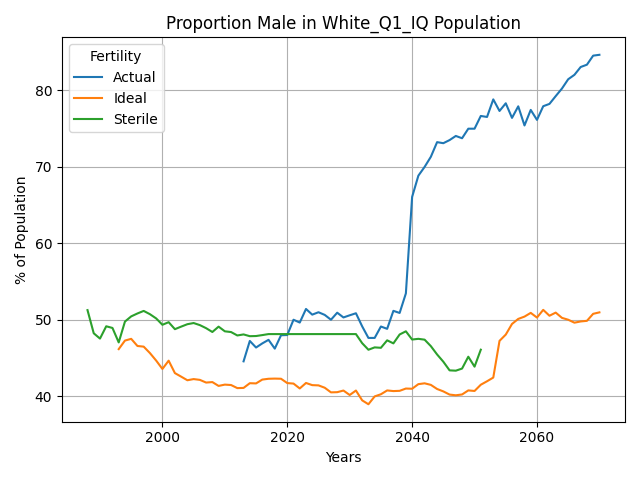 Proportion Male in White_Q1_IQ Population
Fertility
Actual
Ideal
Sterile
% of Population
80
70
60
50
40
2000
2020
2040
2060
Years